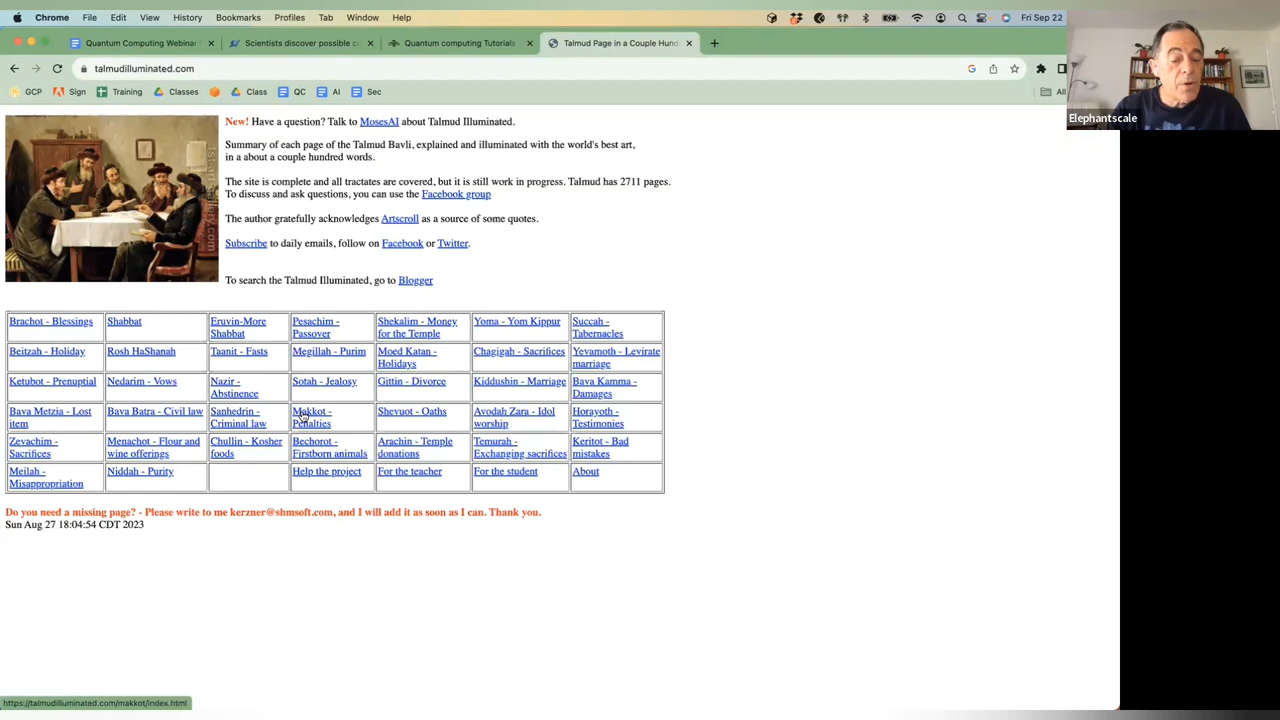 Chrome File Edit View History Bookmarks Profiles Tab Window Help Fri Sep 22
Quantum Computing Webinar Scientists discover possible c Quantum computing Tutorials Talmud Page in a Couple Hun
talmudilluminated.com
GCP Sign Training Classes Class QC AI Sec All
Elephantscale
New! Have a question? Talk to MosesAI about Talmud Illuminated.
Summary of each page of the Talmud Bavli, explained and illuminated with the world's best art,
in a about a couple hundred words.
The site is complete and all tractates are covered, but it is still work in progress. Talmud has 2711 pages.
To discuss and ask questions, you can use the Facebook group
The author gratefully acknowledges Artscroll as a source of some quotes.
Subscribe to daily emails, follow on Facebook or Twitter.
To search the Talmud Illuminated, go to Blogger
Brachot - Blessings
Shabbat
Eruvin-More
Shabbat
Pesachim -
Passover
Shekalim - Money
for the Temple
Yoma - Yom Kippur
Succah -
Tabernacles
Beitzah - Holiday
Rosh HaShanah
Taanit - Fasts
Megillah - Purim
Moed Katan -
Holidays
Chagigah - Sacrifices
Yevamoth - Levirate
marriage
Ketubot - Prenuptial
Nedarim - Vows
Nazir -
Abstinence
Sotah - Jealosy
Gittin - Divorce
Kiddushin - Marriage
Bava Kamma -
Damages
Bava Metzia - Lost
item
Bava Batra - Civil law
Sanhedrin -
Criminal law
Makkot -
Penalties
Shevuot - Oaths
Avodah Zara - Idol
worship
Horayoth -
Testimonies
Zevachim -
Sacrifices
Menachot - Flour and
wine offerings
Chullin - Kosher
foods
Bechorot -
Firstborn animals
Arachin - Temple
donations
Temurah -
Exchanging sacrifices
Keritot - Bad
mistakes
Meilah -
Misappropriation
Niddah - Purity
Help the project
For the teacher
For the student
About
Do you need a missing page? - Please write to me kerzner@shmsoft.com, and I will add it as soon as I can. Thank you.
Sun Aug 27 18:04:54 CDT 2023
https://talmudilluminated.com/makkot/index.html